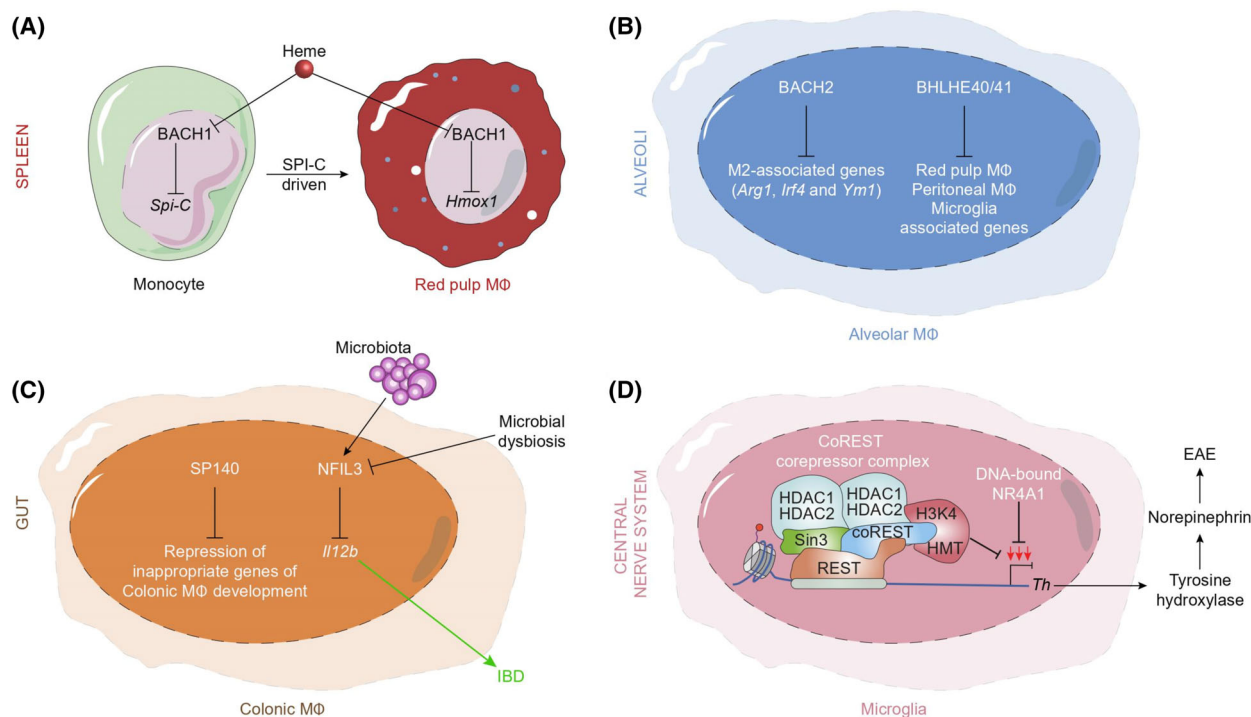 (A)
SPLEEN
Heme
BACH1
Spi-C
Monocyte
SPI-C
driven
BACH1
Hmox1
Red pulp MΦ
(B)
ALVEOLI
BACH2
M2-associated genes
(Arg1, Irf4 and Ym1)
BHLHE40/41
Red pulp MΦ
Peritoneal MΦ
Microglia
associated genes
Alveolar MΦ
(C)
GUT
Microbiota
Microbial
dysbiosis
SP140
Repression of
inappropriate genes of
Colonic MΦ development
NFIL3
Il12b
IBD
Colonic MΦ
(D)
CENTRAL
NERVE SYSTEM
CoREST
corepressor complex
HDAC1
HDAC2
HDAC1
HDAC2
H3K4
HMT
Sin3
coREST
REST
DNA-bound
NR4A1
Th
Tyrosine
hydroxylase
Norepinephrin
EAE
Microglia